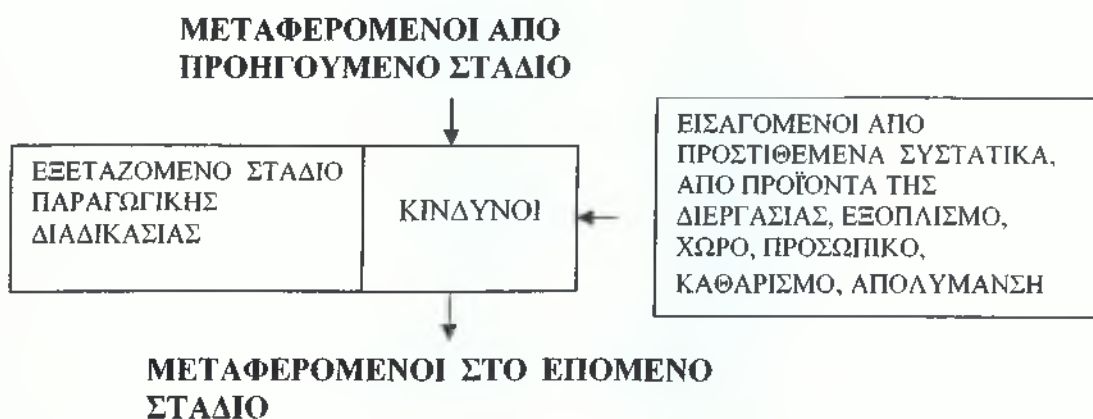 ΜΕΤΑΦΕΡΟΜΕΝΟΙ ΑΠΟ
ΠΡΟΗΓΟΥΜΕΝΟ ΣΤΑΔΙΟ
ΕΞΕΤΑΖΟΜΕΝΟ ΣΤΑΔΙΟ
ΠΑΡΑΓΩΓΙΚΗΣ
ΔΙΑΔΙΚΑΣΙΑΣ
ΚΙΝΔΥΝΟΙ
ΕΙΣΑΓΟΜΕΝΟΙ ΑΠΟ
ΠΡΟΣΤΙΘΕΜΕΝΑ ΣΥΣΤΑΤΙΚΑ,
ΑΠΟ ΠΡΟΪΟΝΤΑ ΤΗΣ
ΔΙΕΡΓΑΣΙΑΣ, ΕΞΟΠΛΙΣΜΟ,
ΧΩΡΟ, ΠΡΟΣΩΠΙΚΟ,
ΚΑΘΑΡΙΣΜΟ, ΑΠΟΛΥΜΑΝΣΗ
ΜΕΤΑΦΕΡΟΜΕΝΟΙ ΣΤΟ ΕΠΟΜΕΝΟ
ΣΤΑΔΙΟ